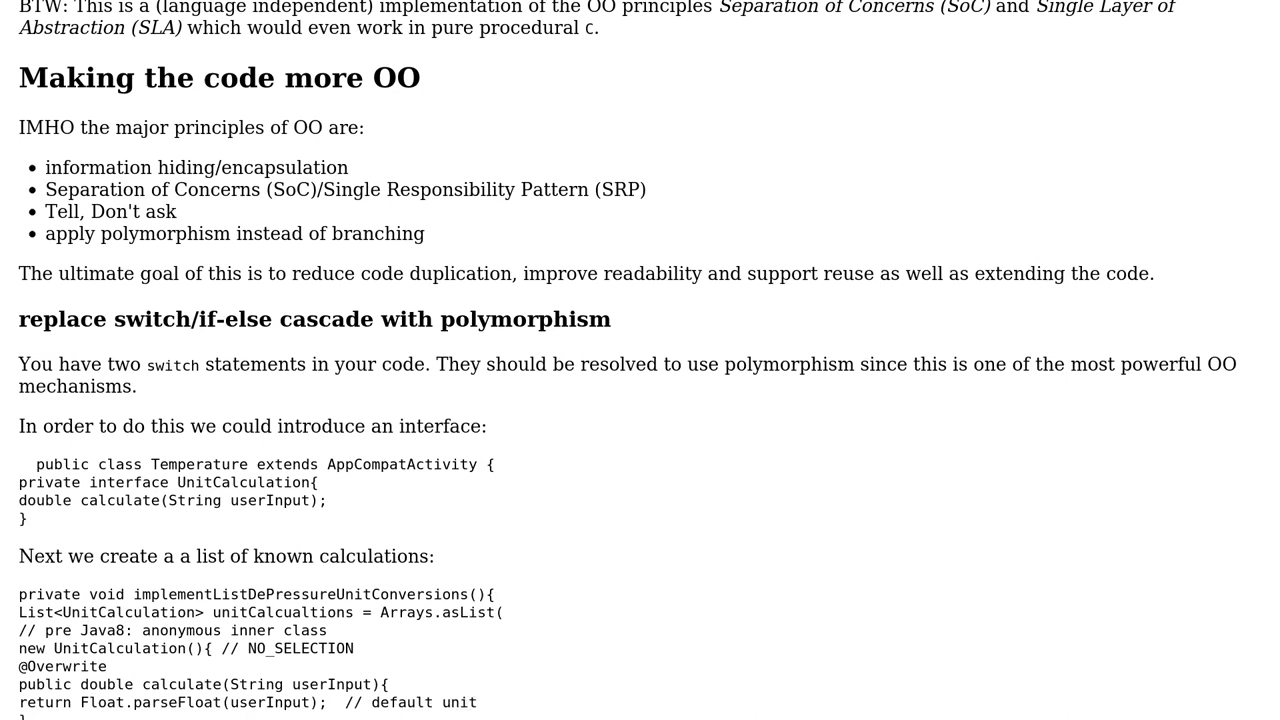 BTW: This is a (language independent) implementation of the OO principles Separation of Concerns (SoC) and Single Layer of
Abstraction (SLA) which would even work in pure procedural C.
Making the code more OO
IMHO the major principles of OO are:
• information hiding/encapsulation
• Separation of Concerns (SoC)/Single Responsibility Pattern (SRP)
• Tell, Don't ask
• apply polymorphism instead of branching
The ultimate goal of this is to reduce code duplication, improve readability and support reuse as well as extending the code.
replace switch/if-else cascade with polymorphism
You have two switch statements in your code. They should be resolved to use polymorphism since this is one of the most powerful OO
mechanisms.
In order to do this we could introduce an interface:
  public class Temperature extends AppCompatActivity {
private interface UnitCalculation{
double calculate(String userInput);
}
Next we create a a list of known calculations:
private void implementListDePressureUnitConversions(){
List<UnitCalculation> unitCalcualtions = Arrays.asList(
// pre Java8: anonymous inner class
new UnitCalculation(){ // NO_SELECTION
@Overwrite
public double calculate(String userInput){
return Float.parseFloat(userInput);  // default unit
}